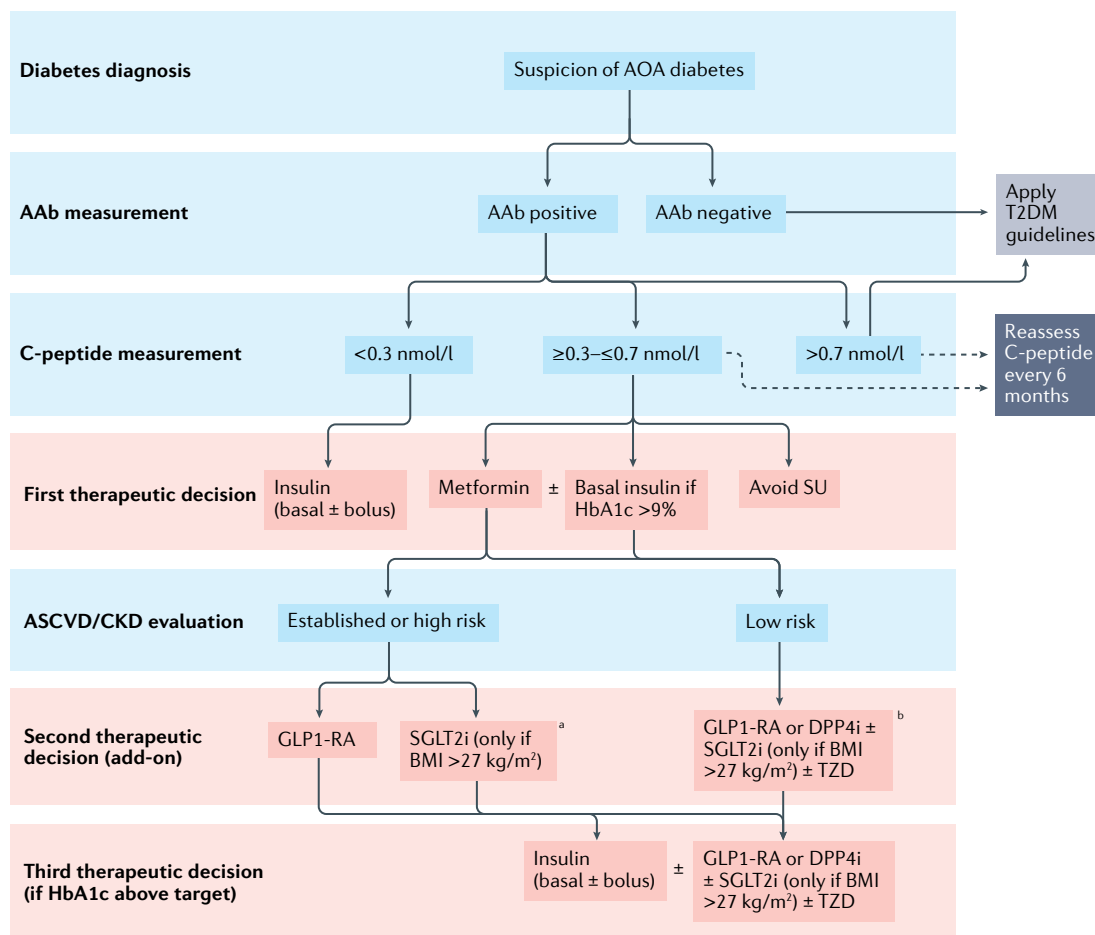 Diabetes diagnosis
Suspicion of AOA diabetes
AAb measurement
AAb positive
AAb negative
Apply
T2DM
guidelines
C-peptide measurement
<0.3 nmol/l
≥0.3–≤0.7 nmol/l
>0.7 nmol/l
Reassess
C-peptide
every 6
months
First therapeutic decision
Insulin
(basal ± bolus)
Metformin
±
Basal insulin if
HbA1c >9%
Avoid SU
ASCVD/CKD evaluation
Established or high risk
Low risk
Second therapeutic
decision (add-on)
GLP1-RA
SGLT2i (only if
BMI >27 kg/m²)
a
GLP1-RA or DPP4i ±
SGLT2i (only if BMI
>27 kg/m²) ± TZD
b
Third therapeutic decision
(if HbA1c above target)
Insulin
(basal ± bolus)
±
GLP1-RA or DPP4i
± SGLT2i (only if BMI
>27 kg/m²) ± TZD